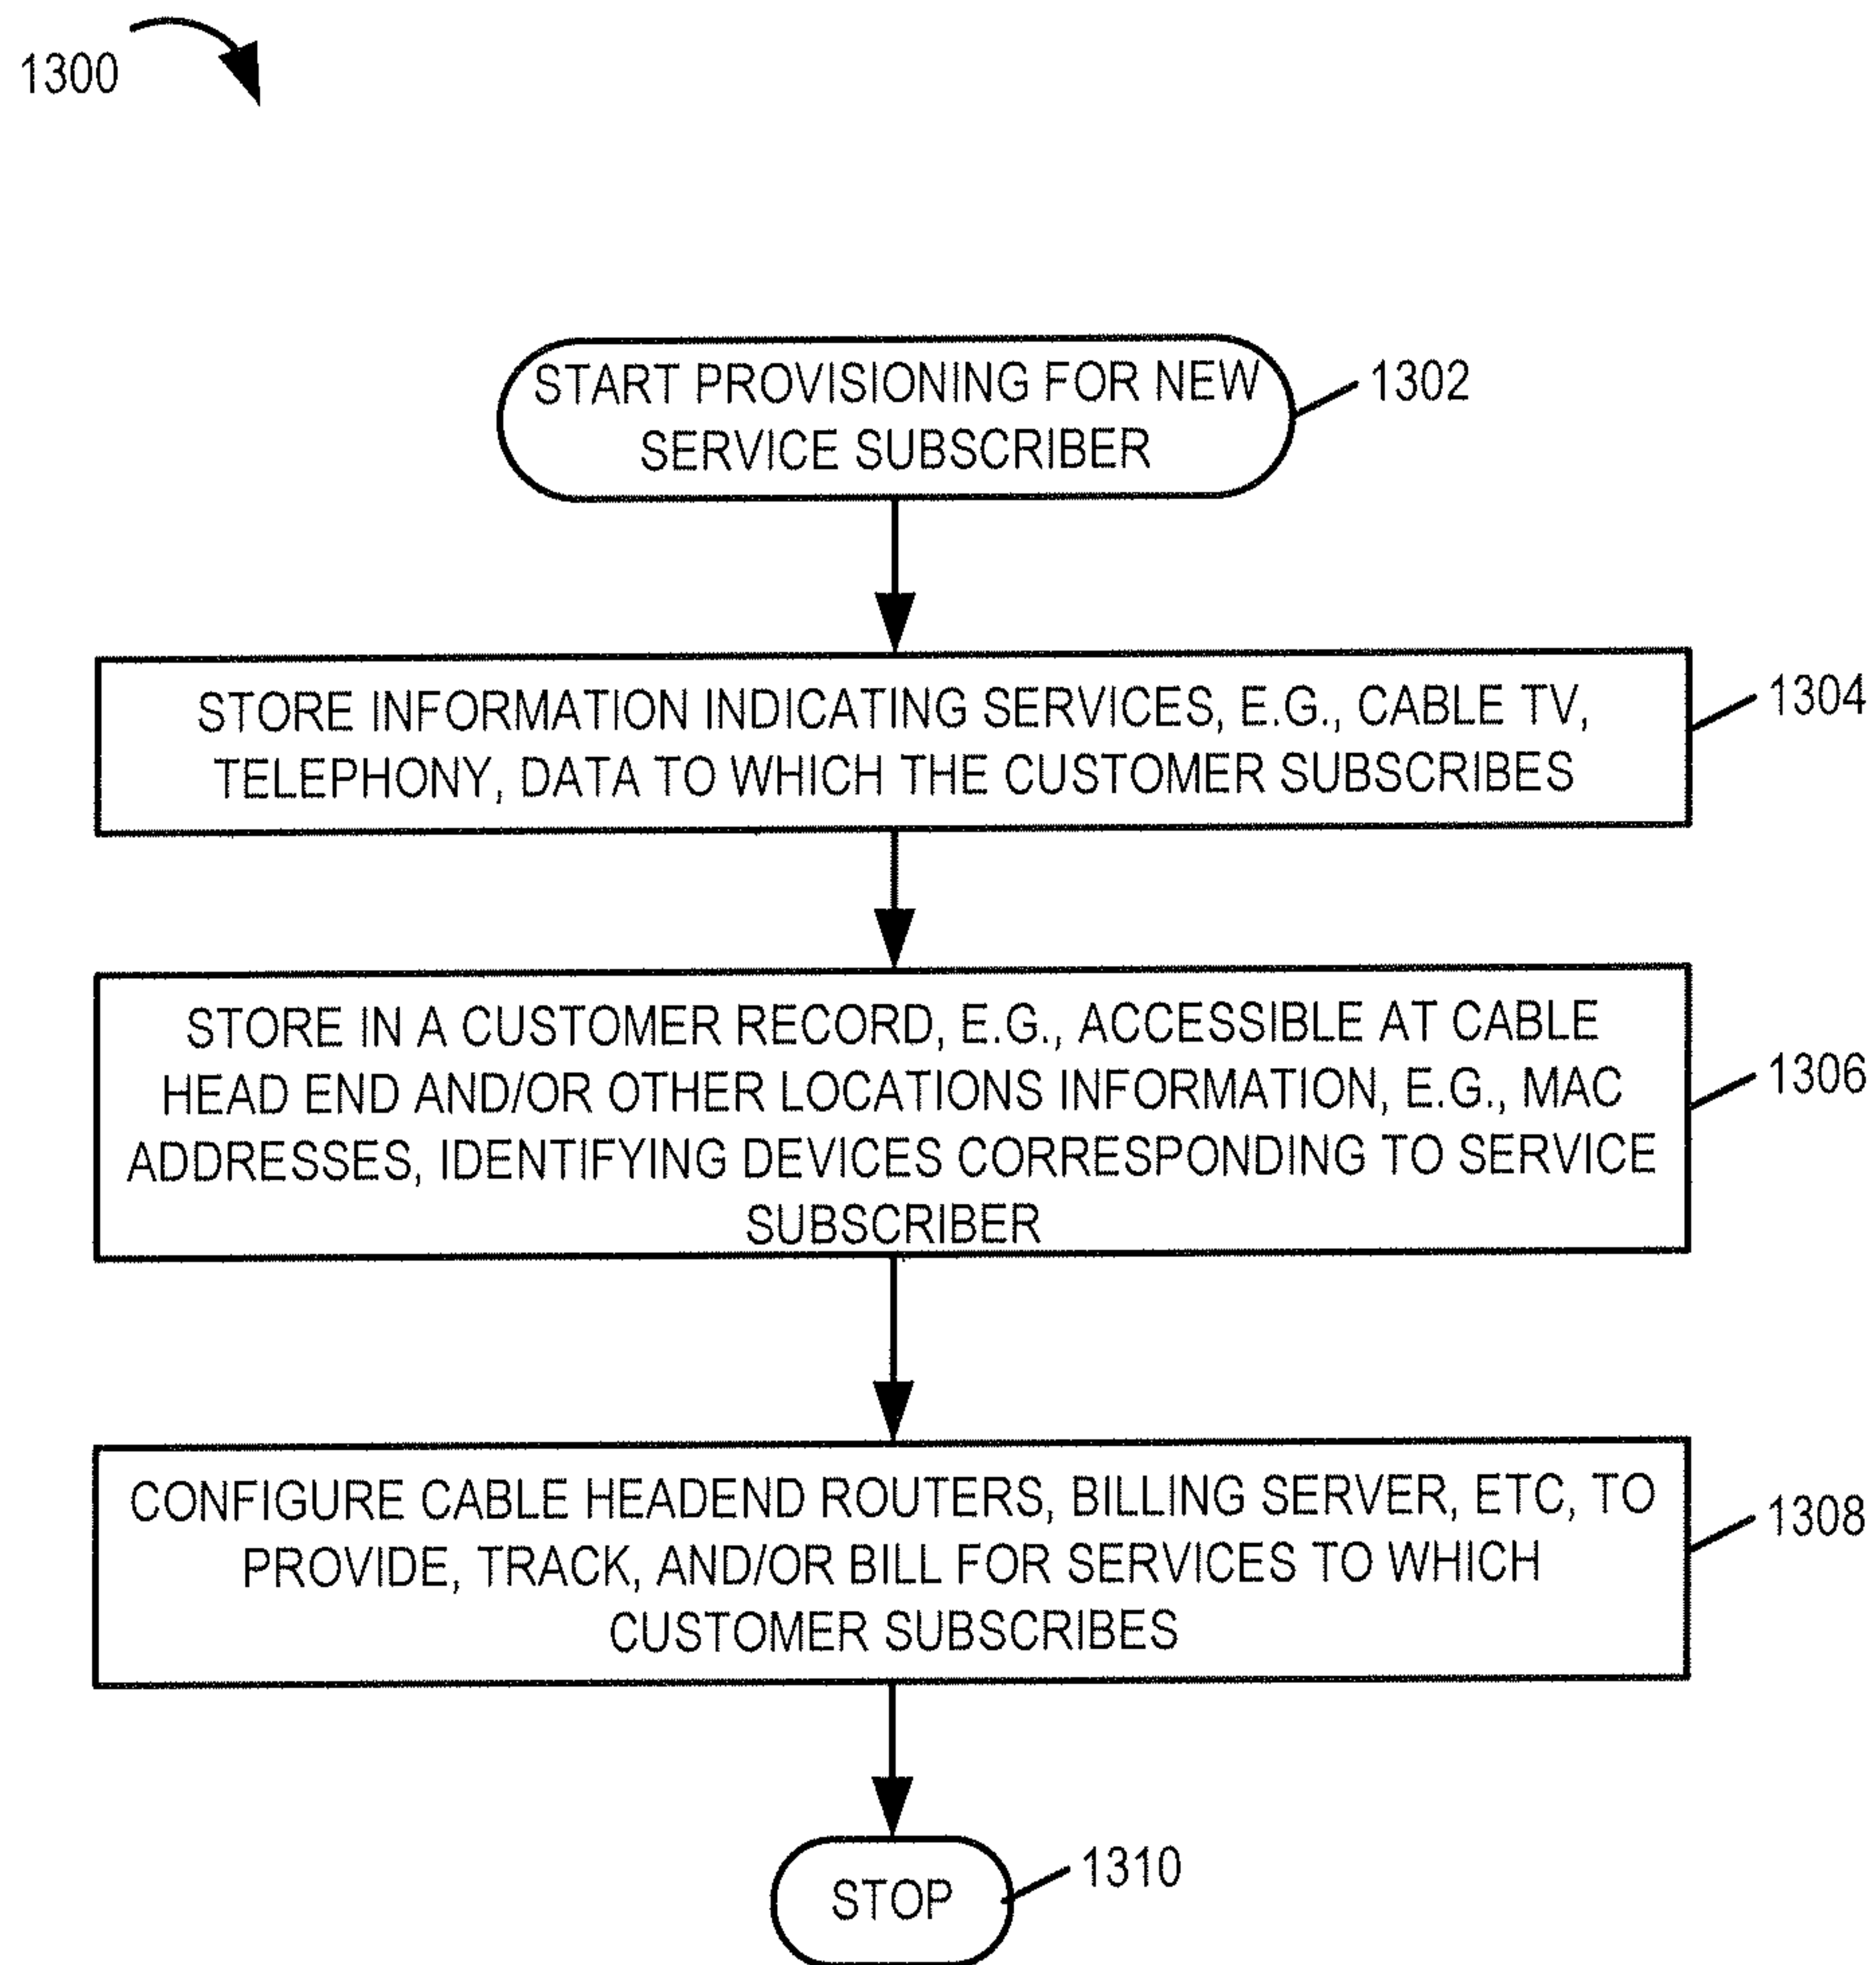 1300
START PROVISIONING FOR NEW
SERVICE SUBSCRIBER
1302
STORE INFORMATION INDICATING SERVICES, E.G., CABLE TV,
TELEPHONY, DATA TO WHICH THE CUSTOMER SUBSCRIBES
1304
STORE IN A CUSTOMER RECORD, E.G., ACCESSIBLE AT CABLE
HEAD END AND/OR OTHER LOCATIONS INFORMATION, E.G., MAC
ADDRESSES, IDENTIFYING DEVICES CORRESPONDING TO SERVICE
SUBSCRIBER
1306
CONFIGURE CABLE HEADEND ROUTERS, BILLING SERVER, ETC, TO
PROVIDE, TRACK, AND/OR BILL FOR SERVICES TO WHICH
CUSTOMER SUBSCRIBES
1308
STOP
1310